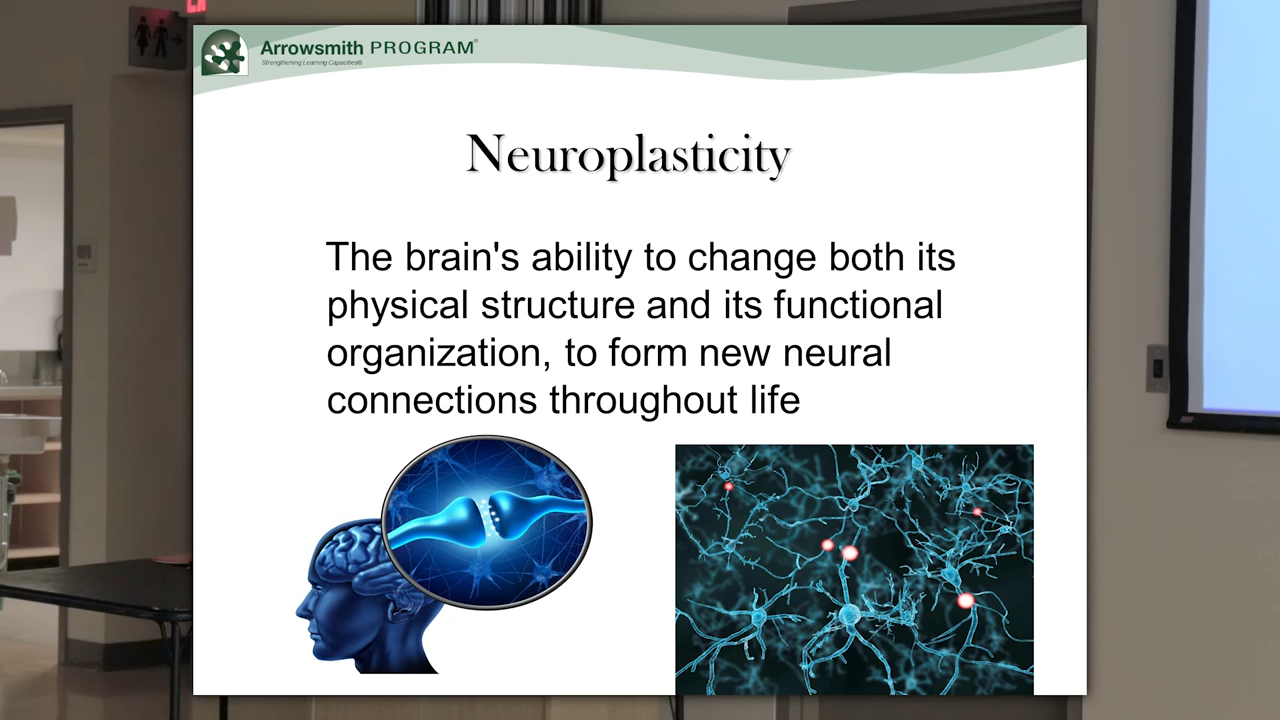 Arrowsmith PROGRAM®
Strengthening Learning Capacities®
Neuroplasticity
The brain's ability to change both its
physical structure and its functional
organization, to form new neural
connections throughout life